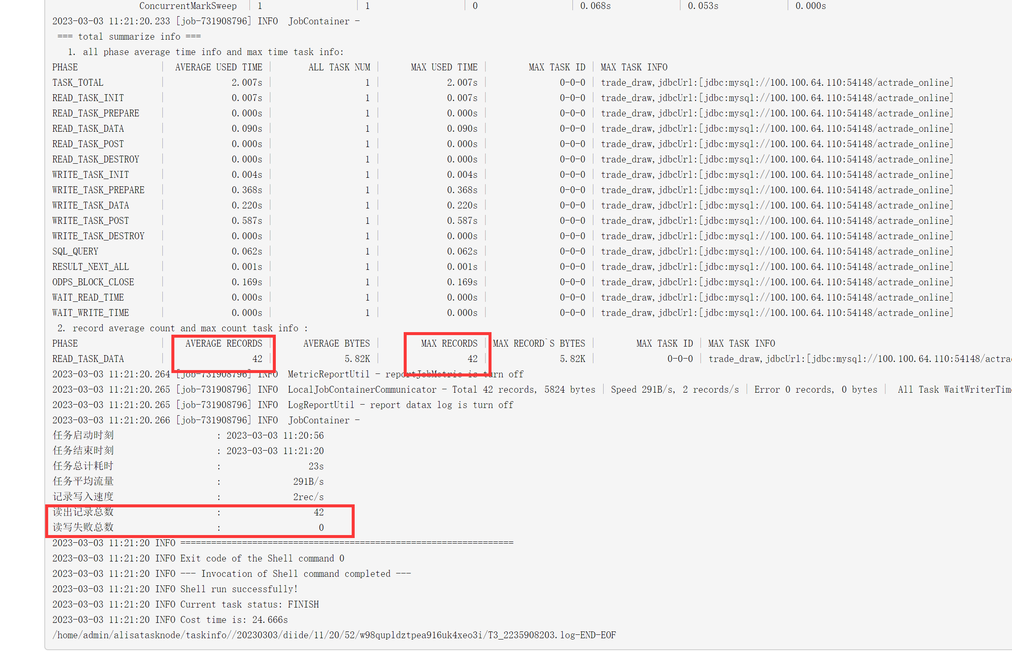 ConcurrentMarkSweep | 1 | 1 | 0 | 0.068s | 0.053s | 0.000s
2023-03-03 11:21:20.233 [job-731908796] INFO JobContainer -
=== total summarize info ===
1. all phase average time info and max time task info:
PHASE | AVERAGE USED TIME | ALL TASK NUM | MAX USED TIME | MAX TASK ID | MAX TASK INFO
TASK_TOTAL | 2.007s | 1 | 2.007s | 0-0-0 | trade_draw,jdbcUrl:[jdbc:mysql://100.100.64.110:54148/actrade_online]
READ_TASK_INIT | 0.007s | 1 | 0.007s | 0-0-0 | trade_draw,jdbcUrl:[jdbc:mysql://100.100.64.110:54148/actrade_online]
READ_TASK_PREPARE | 0.000s | 1 | 0.000s | 0-0-0 | trade_draw,jdbcUrl:[jdbc:mysql://100.100.64.110:54148/actrade_online]
READ_TASK_DATA | 0.090s | 1 | 0.090s | 0-0-0 | trade_draw,jdbcUrl:[jdbc:mysql://100.100.64.110:54148/actrade_online]
READ_TASK_POST | 0.000s | 1 | 0.000s | 0-0-0 | trade_draw,jdbcUrl:[jdbc:mysql://100.100.64.110:54148/actrade_online]
READ_TASK_DESTROY | 0.000s | 1 | 0.000s | 0-0-0 | trade_draw,jdbcUrl:[jdbc:mysql://100.100.64.110:54148/actrade_online]
WRITE_TASK_INIT | 0.004s | 1 | 0.004s | 0-0-0 | trade_draw,jdbcUrl:[jdbc:mysql://100.100.64.110:54148/actrade_online]
WRITE_TASK_PREPARE | 0.368s | 1 | 0.368s | 0-0-0 | trade_draw,jdbcUrl:[jdbc:mysql://100.100.64.110:54148/actrade_online]
WRITE_TASK_DATA | 0.220s | 1 | 0.220s | 0-0-0 | trade_draw,jdbcUrl:[jdbc:mysql://100.100.64.110:54148/actrade_online]
WRITE_TASK_POST | 0.587s | 1 | 0.587s | 0-0-0 | trade_draw,jdbcUrl:[jdbc:mysql://100.100.64.110:54148/actrade_online]
WRITE_TASK_DESTROY | 0.000s | 1 | 0.000s | 0-0-0 | trade_draw,jdbcUrl:[jdbc:mysql://100.100.64.110:54148/actrade_online]
SQL_QUERY | 0.062s | 1 | 0.062s | 0-0-0 | trade_draw,jdbcUrl:[jdbc:mysql://100.100.64.110:54148/actrade_online]
RESULT_NEXT_ALL | 0.001s | 1 | 0.001s | 0-0-0 | trade_draw,jdbcUrl:[jdbc:mysql://100.100.64.110:54148/actrade_online]
ODPS_BLOCK_CLOSE | 0.169s | 1 | 0.169s | 0-0-0 | trade_draw,jdbcUrl:[jdbc:mysql://100.100.64.110:54148/actrade_online]
WAIT_READ_TIME | 0.000s | 1 | 0.000s | 0-0-0 | trade_draw,jdbcUrl:[jdbc:mysql://100.100.64.110:54148/actrade_online]
WAIT_WRITE_TIME | 0.000s | 1 | 0.000s | 0-0-0 | trade_draw,jdbcUrl:[jdbc:mysql://100.100.64.110:54148/actrade_online]
2. record average count and max count task info :
PHASE | AVERAGE RECORDS | AVERAGE BYTES | MAX RECORDS | MAX RECORD`S BYTES | MAX TASK ID | MAX TASK INFO
READ_TASK_DATA | 42 | 5.82K | 42 | 5.82K | 0-0-0 | trade_draw,jdbcUrl:[jdbc:mysql://100.100.64.110:54148/actra
2023-03-03 11:21:20.264 [job-731908796] INFO MetricReportUtil - reportJobMetric is turn off
2023-03-03 11:21:20.265 [job-731908796] INFO LocalJobContainerCommunicator - Total 42 records, 5824 bytes | Speed 291B/s, 2 records/s | Error 0 records, 0 bytes | All Task WaitWriterTim
2023-03-03 11:21:20.265 [job-731908796] INFO LogReportUtil - report datax log is turn off
2023-03-03 11:21:20.266 [job-731908796] INFO JobContainer -
任务启动时刻 : 2023-03-03 11:20:56
任务结束时刻 : 2023-03-03 11:21:20
任务总计耗时 : 23s
任务平均流量 : 291B/s
记录写入速度 : 2rec/s
读出记录总数 : 42
读写失败总数 : 0
2023-03-03 11:21:20 INFO =================================================================
2023-03-03 11:21:20 INFO Exit code of the Shell command 0
2023-03-03 11:21:20 INFO --- Invocation of Shell command completed ---
2023-03-03 11:21:20 INFO Shell run successfully!
2023-03-03 11:21:20 INFO Current task status: FINISH
2023-03-03 11:21:20 INFO Cost time is: 24.666s
/home/admin/alisatasknode/taskinfo//20230303/diide/11/20/52/w98qupldztpea916uk4xeo3i/T3_2235908203.log-END-EOF